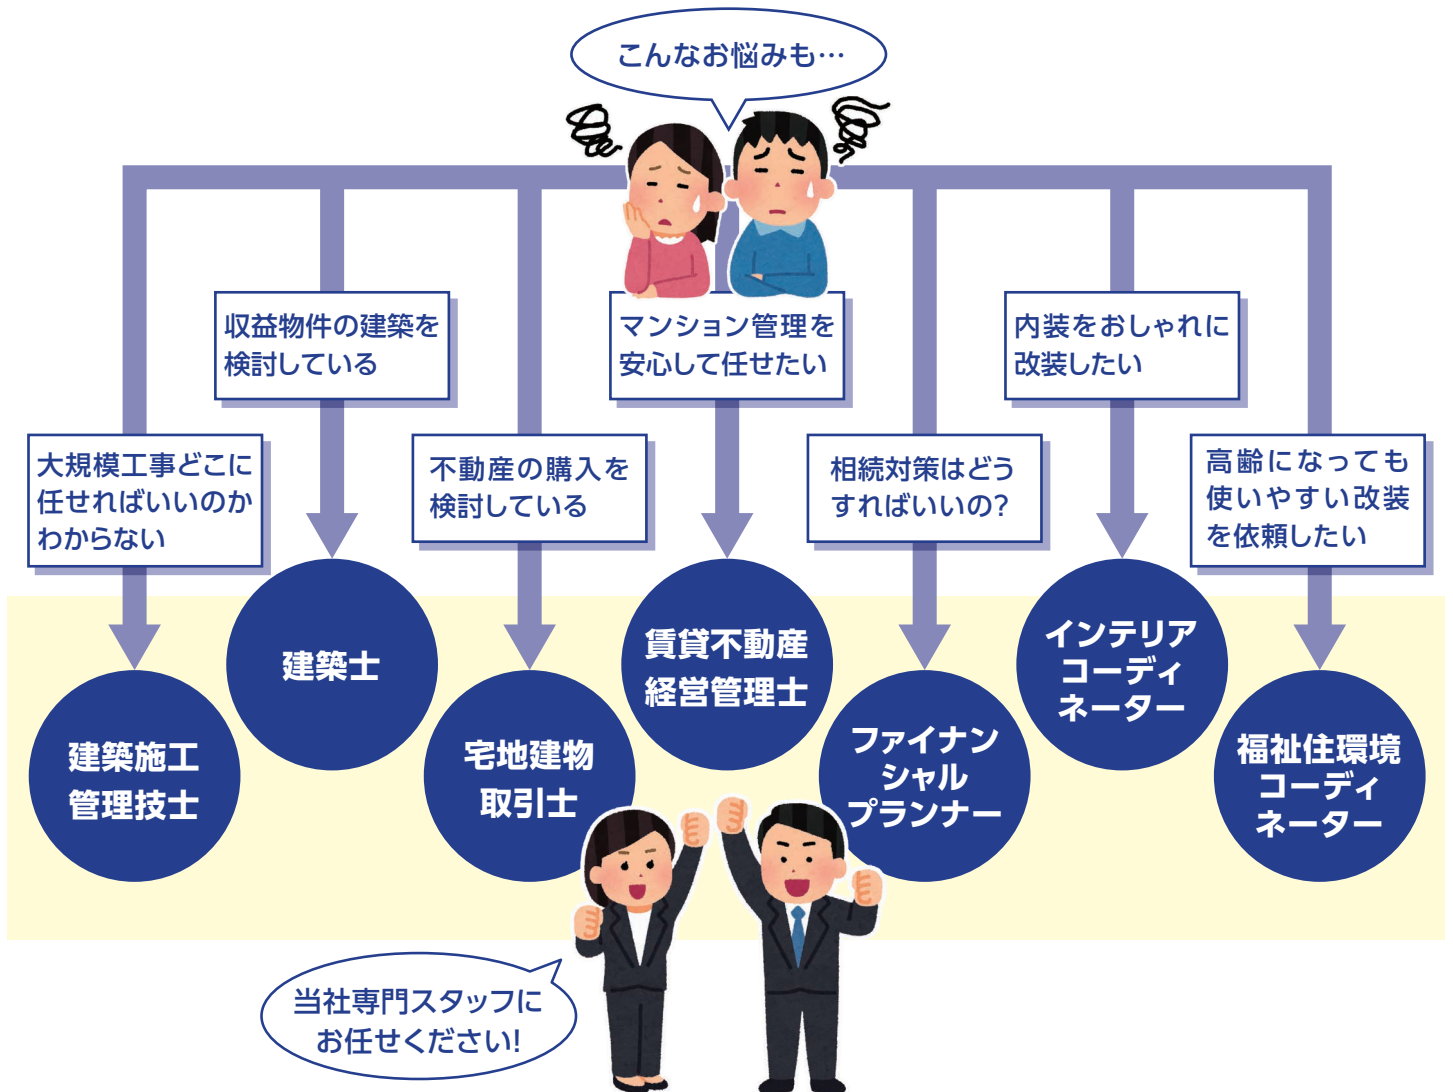 こんなお悩みも…
大規模工事どこに
任せればいいのか
わからない
収益物件の建築を
検討している
不動産の購入を
検討している
マンション管理を
安心して任せたい
相続対策はどう
すればいいの?
内装をおしゃれに
改装したい
高齢になっても
使いやすい改装
を依頼したい
建築施工
管理技士
建築士
宅地建物
取引士
賃貸不動産
経営管理士
ファイナン
シャル
プランナー
インテリア
コーディ
ネーター
福祉住環境
コーディ
ネーター
当社専門スタッフに
お任せください!